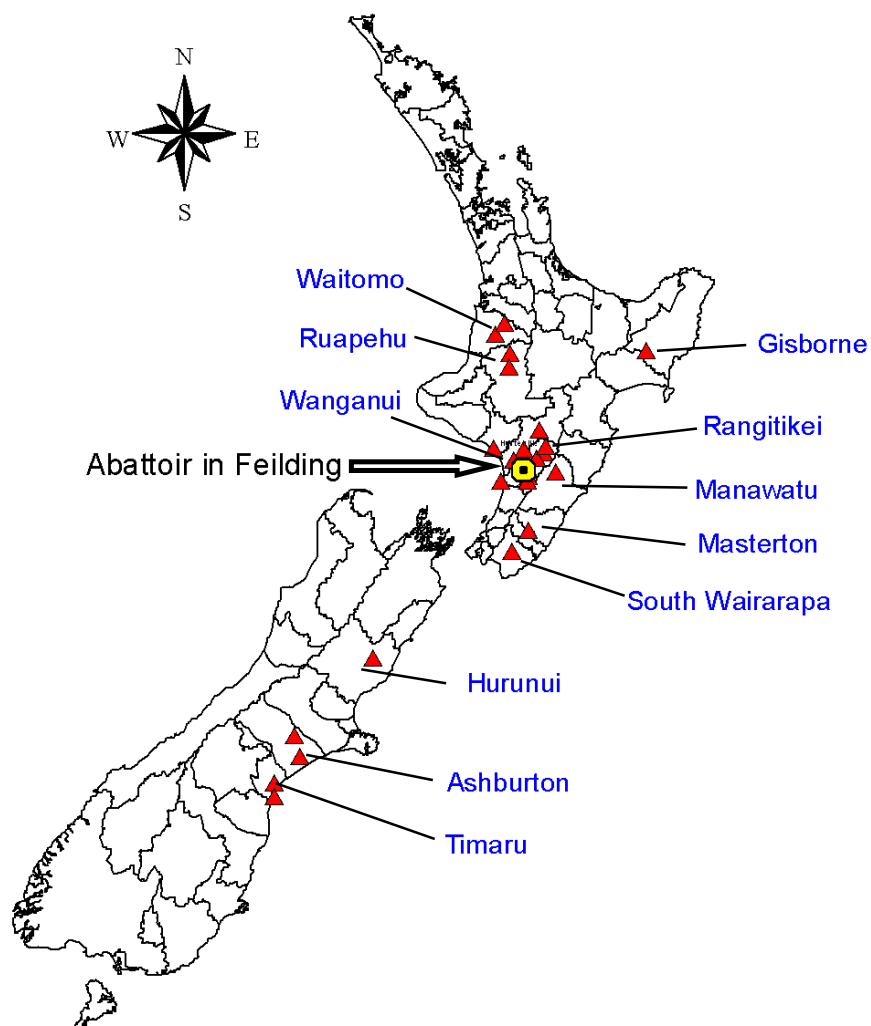 N
W E
S
Waitomo
Ruapehu
Gisborne
Wanganui
Rangitikei
Abattoir in Feilding
Manawatu
Masterton
South Wairarapa
Hurunui
Ashburton
Timaru